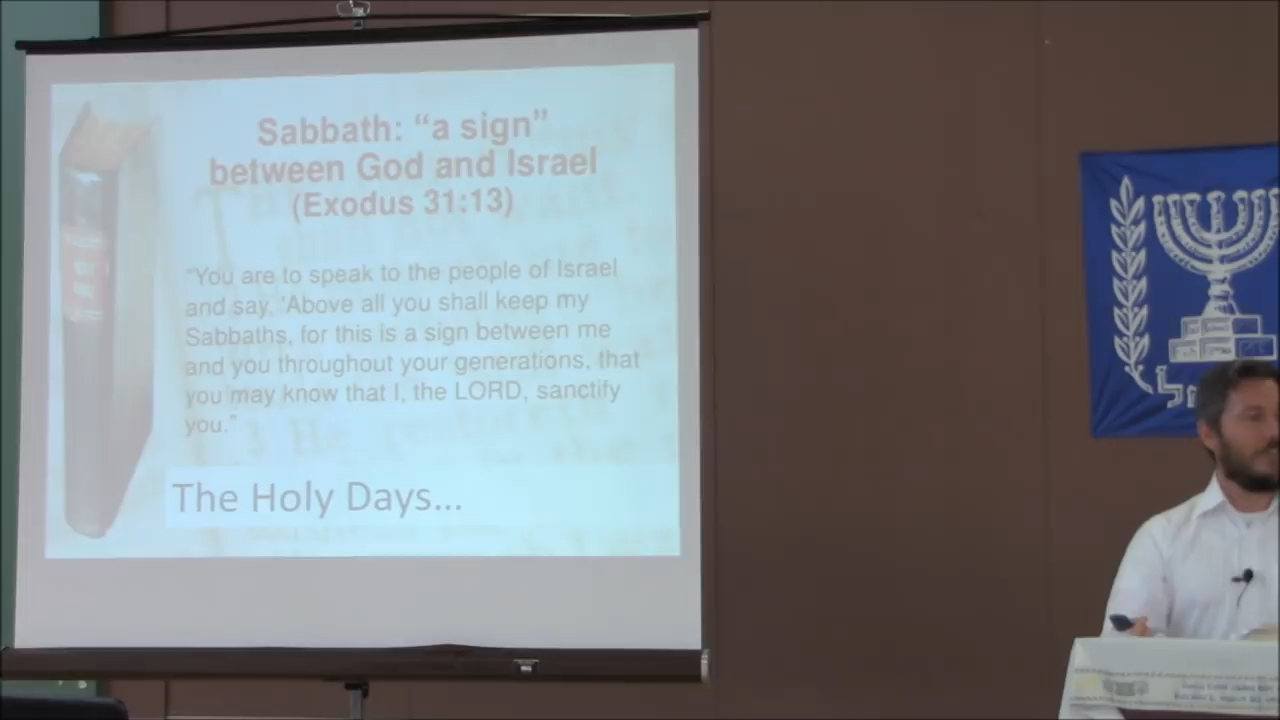 Sabbath: “a sign”
between God and Israel
(Exodus 31:13)
“You are to speak to the people of Israel
and say, ‘Above all you shall keep my
Sabbaths, for this is a sign between me
and you throughout your generations, that
you may know that I, the LORD, sanctify
you.”
The Holy Days...